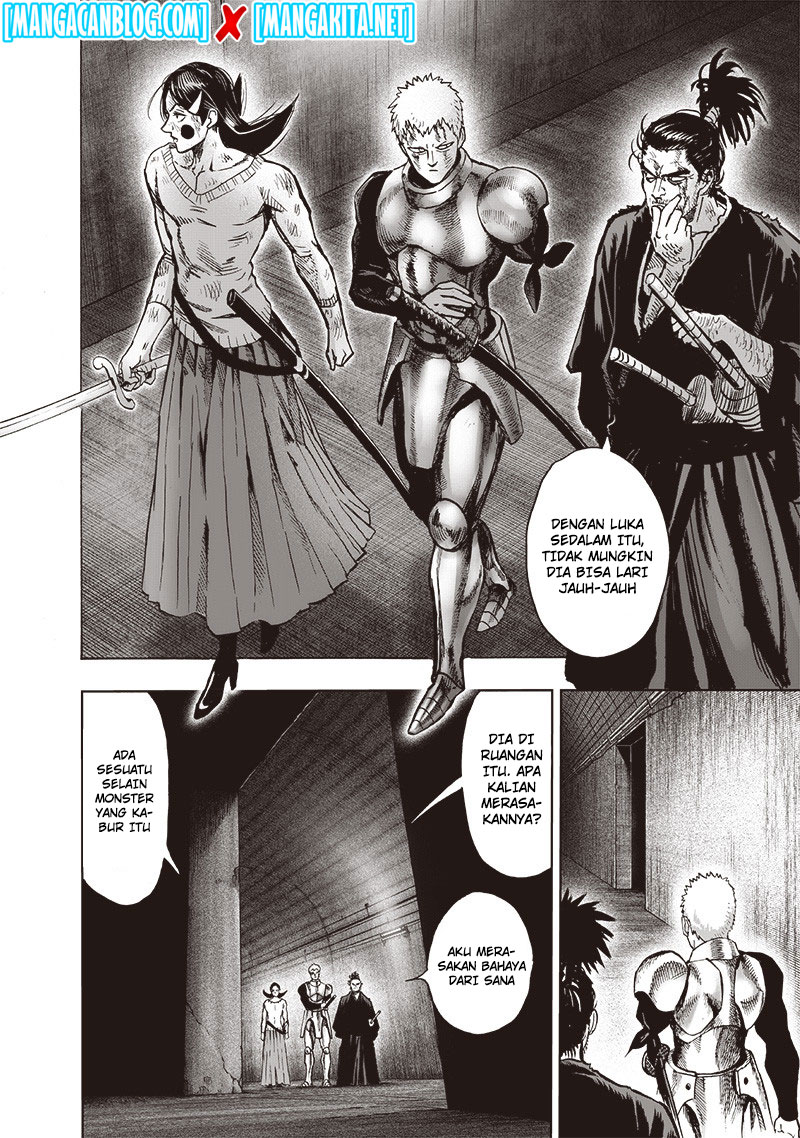 [MANGACANBLOG.COM] X [MANGAKITA.NET]
DENGAN LUKA
SEDALAM ITU,
TIDAK MUNGKIN
DIA BISA LARI
JAUH-JAUH
DIA DI
RUANGAN
ITU. APA
KALIAN
MERASA-
KANNYA?
ADA
SESUATU
SELAIN
MONSTER
YANG KA-
BUR ITU
AKU MERA-
SAKAN BAHAYA
DARI SANA